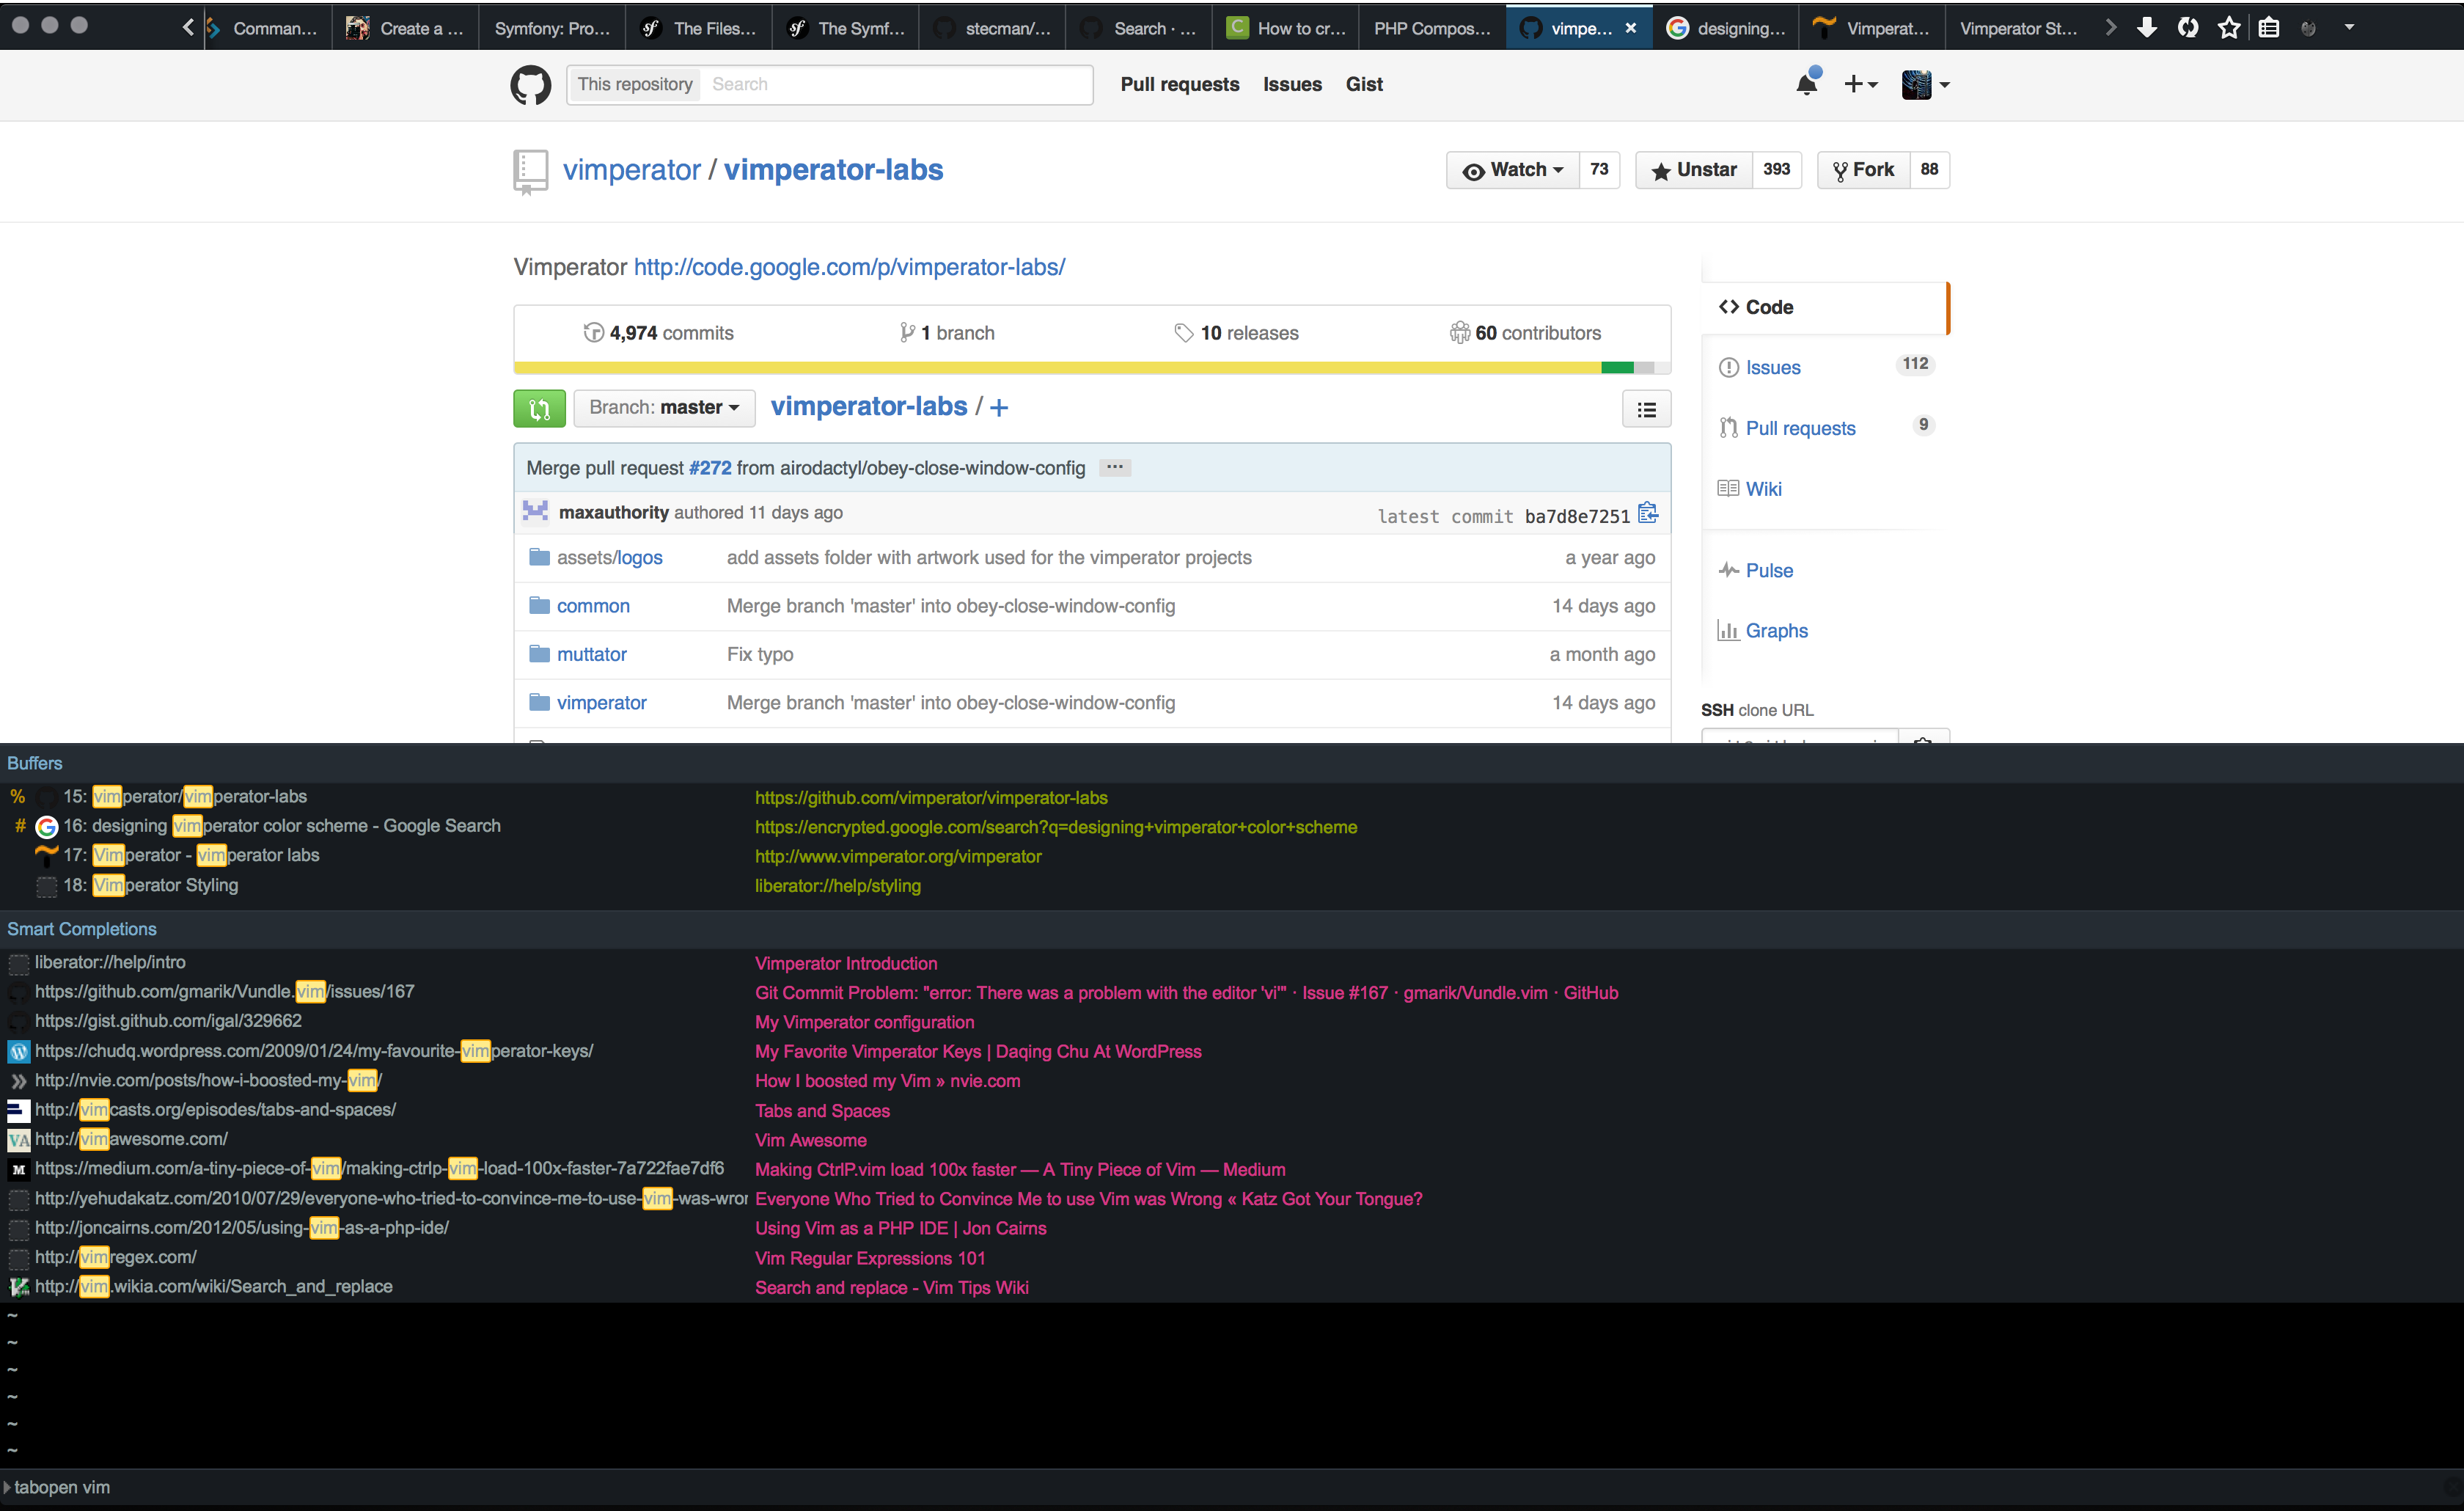 Comman... Create a ... Symfony: Pro... The Files... The Symf... stecman/... Search · ... How to cr... PHP Compos... vimpe... × designing... Vimperat... Vimperator St...
This repository Search Pull requests Issues Gist
vimperator / vimperator-labs Watch 73 Unstar 393 Fork 88
Vimperator http://code.google.com/p/vimperator-labs/
4,974 commits 1 branch 10 releases 60 contributors
Branch: master vimperator-labs / +
Merge pull request #272 from airodactyl/obey-close-window-config ...
maxauthority authored 11 days ago latest commit ba7d8e7251
assets/logos add assets folder with artwork used for the vimperator projects a year ago
common Merge branch 'master' into obey-close-window-config 14 days ago
muttator Fix typo a month ago
vimperator Merge branch 'master' into obey-close-window-config 14 days ago
Code
Issues 112
Pull requests 9
Wiki
Pulse
Graphs
SSH clone URL
Buffers
% 15: vimperator/vimperator-labs https://github.com/vimperator/vimperator-labs
# 16: designing vimperator color scheme - Google Search https://encrypted.google.com/search?q=designing+vimperator+color+scheme
17: Vimperator - vimperator labs http://www.vimperator.org/vimperator
18: Vimperator Styling liberator://help/styling
Smart Completions
liberator://help/intro Vimperator Introduction
https://github.com/gmarik/Vundle.vim/issues/167 Git Commit Problem: "error: There was a problem with the editor 'vi'" · Issue #167 · gmarik/Vundle.vim · GitHub
https://gist.github.com/igal/329662 My Vimperator configuration
https://chudq.wordpress.com/2009/01/24/my-favourite-vimperator-keys/ My Favorite Vimperator Keys | Daqing Chu At WordPress
http://nvie.com/posts/how-i-boosted-my-vim/ How I boosted my Vim » nvie.com
http://vimcasts.org/episodes/tabs-and-spaces/ Tabs and Spaces
VA http://vimawesome.com/ Vim Awesome
M https://medium.com/a-tiny-piece-of-vim/making-ctrlp-vim-load-100x-faster-7a722fae7df6 Making CtrlP.vim load 100x faster — A Tiny Piece of Vim — Medium
http://yehudakatz.com/2010/07/29/everyone-who-tried-to-convince-me-to-use-vim-was-wror Everyone Who Tried to Convince Me to use Vim was Wrong « Katz Got Your Tongue?
http://joncairns.com/2012/05/using-vim-as-a-php-ide/ Using Vim as a PHP IDE | Jon Cairns
http://vimregex.com/ Vim Regular Expressions 101
http://vim.wikia.com/wiki/Search_and_replace Search and replace - Vim Tips Wiki
~
~
~
~
~
~
tabopen vim